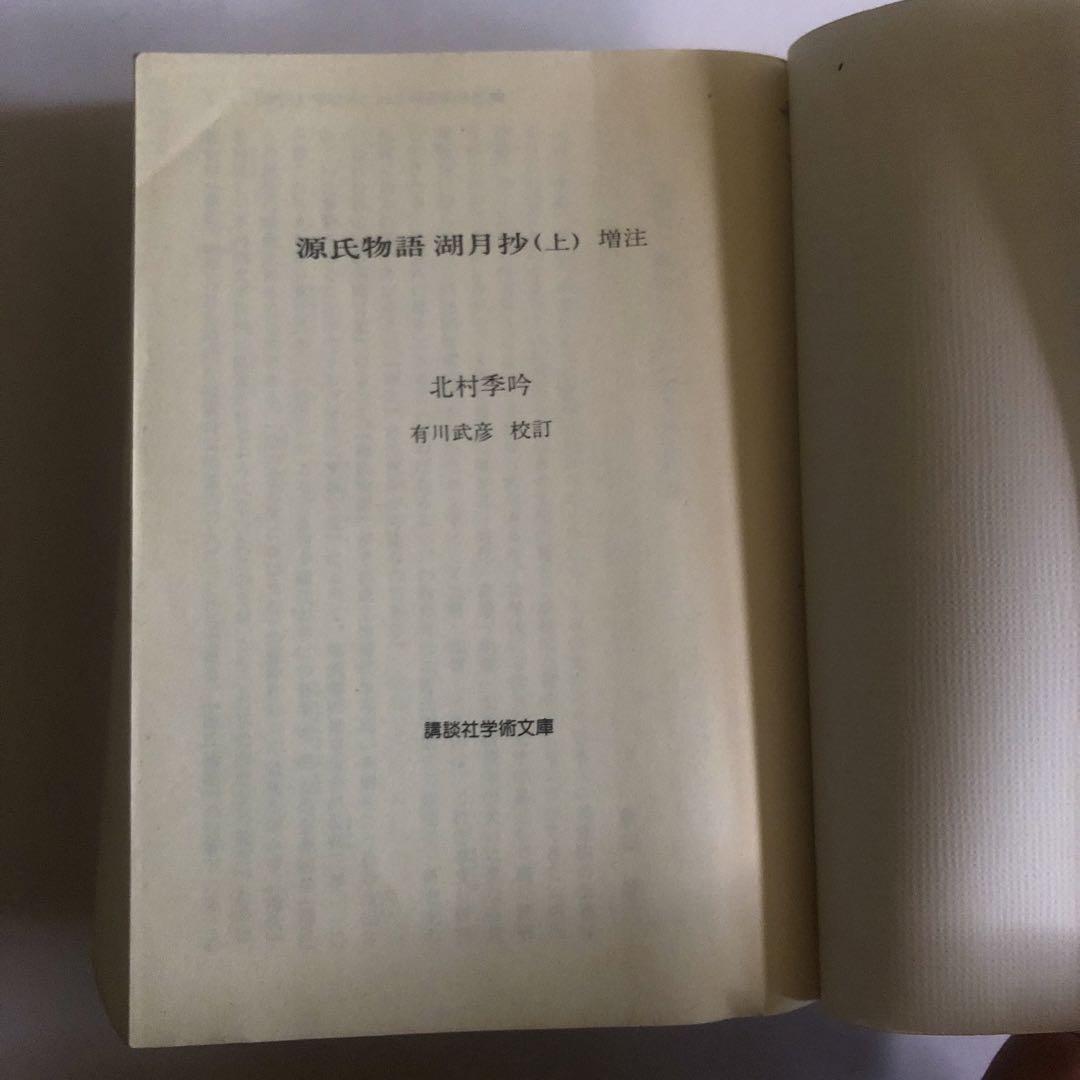 源氏物語 湖月抄(上) 増注
北村季吟
有川武彦 校訂
講談社学術文庫